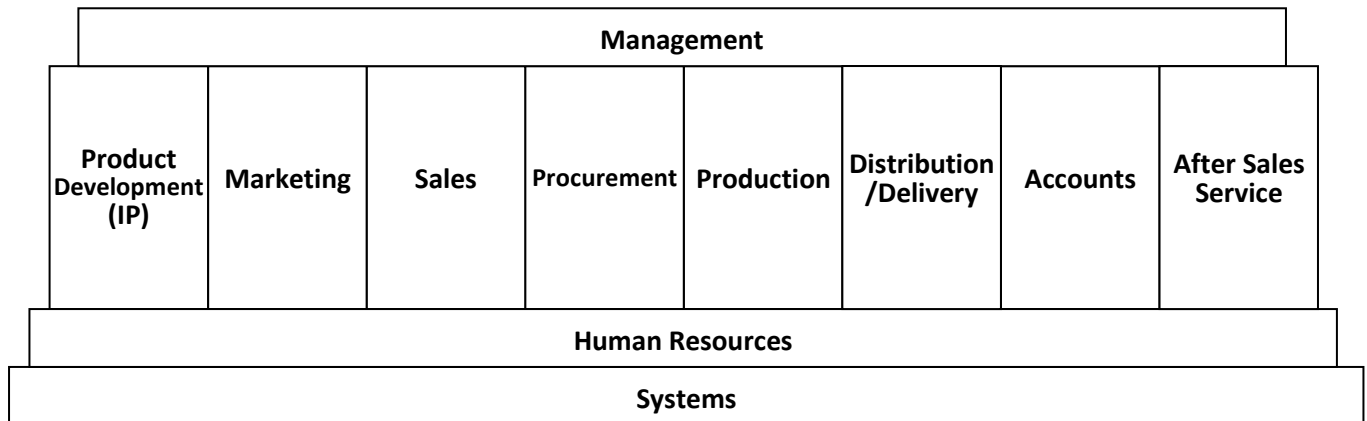 Management
Product
Development
(IP)
Marketing
Sales
Procurement
Production
Distribution
/Delivery
Accounts
After Sales
Service
Human Resources
Systems